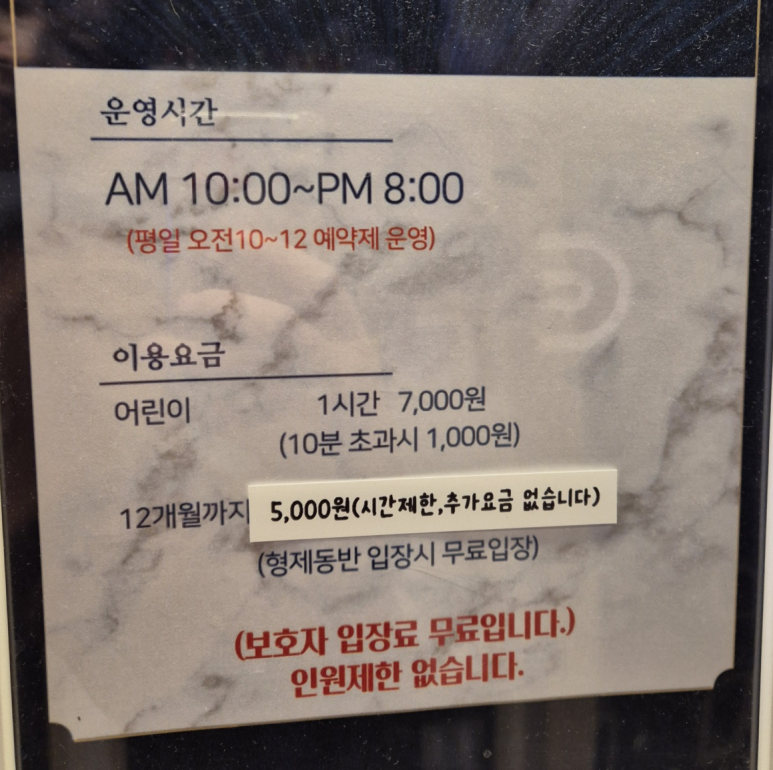 운영시간
AM 10:00~PM 8:00
(평일 오전10~12 예약제 운영)
이용요금
어린이 1시간 7,000원
(10분 초과시 1,000원)
12개월까지 5,000원(시간제한,추가요금 없습니다)
(형제동반 입장시 무료입장)
(보호자 입장료 무료입니다.)
인원제한 없습니다.